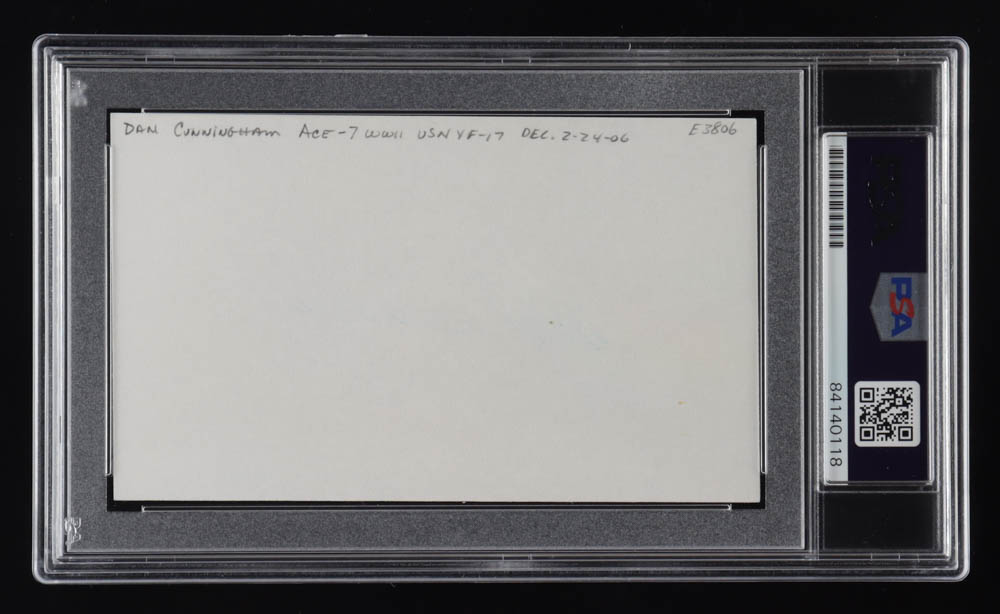 DAN CUNNINGHAM ACE-7 WWII USN VF-17 DEC. 2-24-06 E3806
PSA
84140118